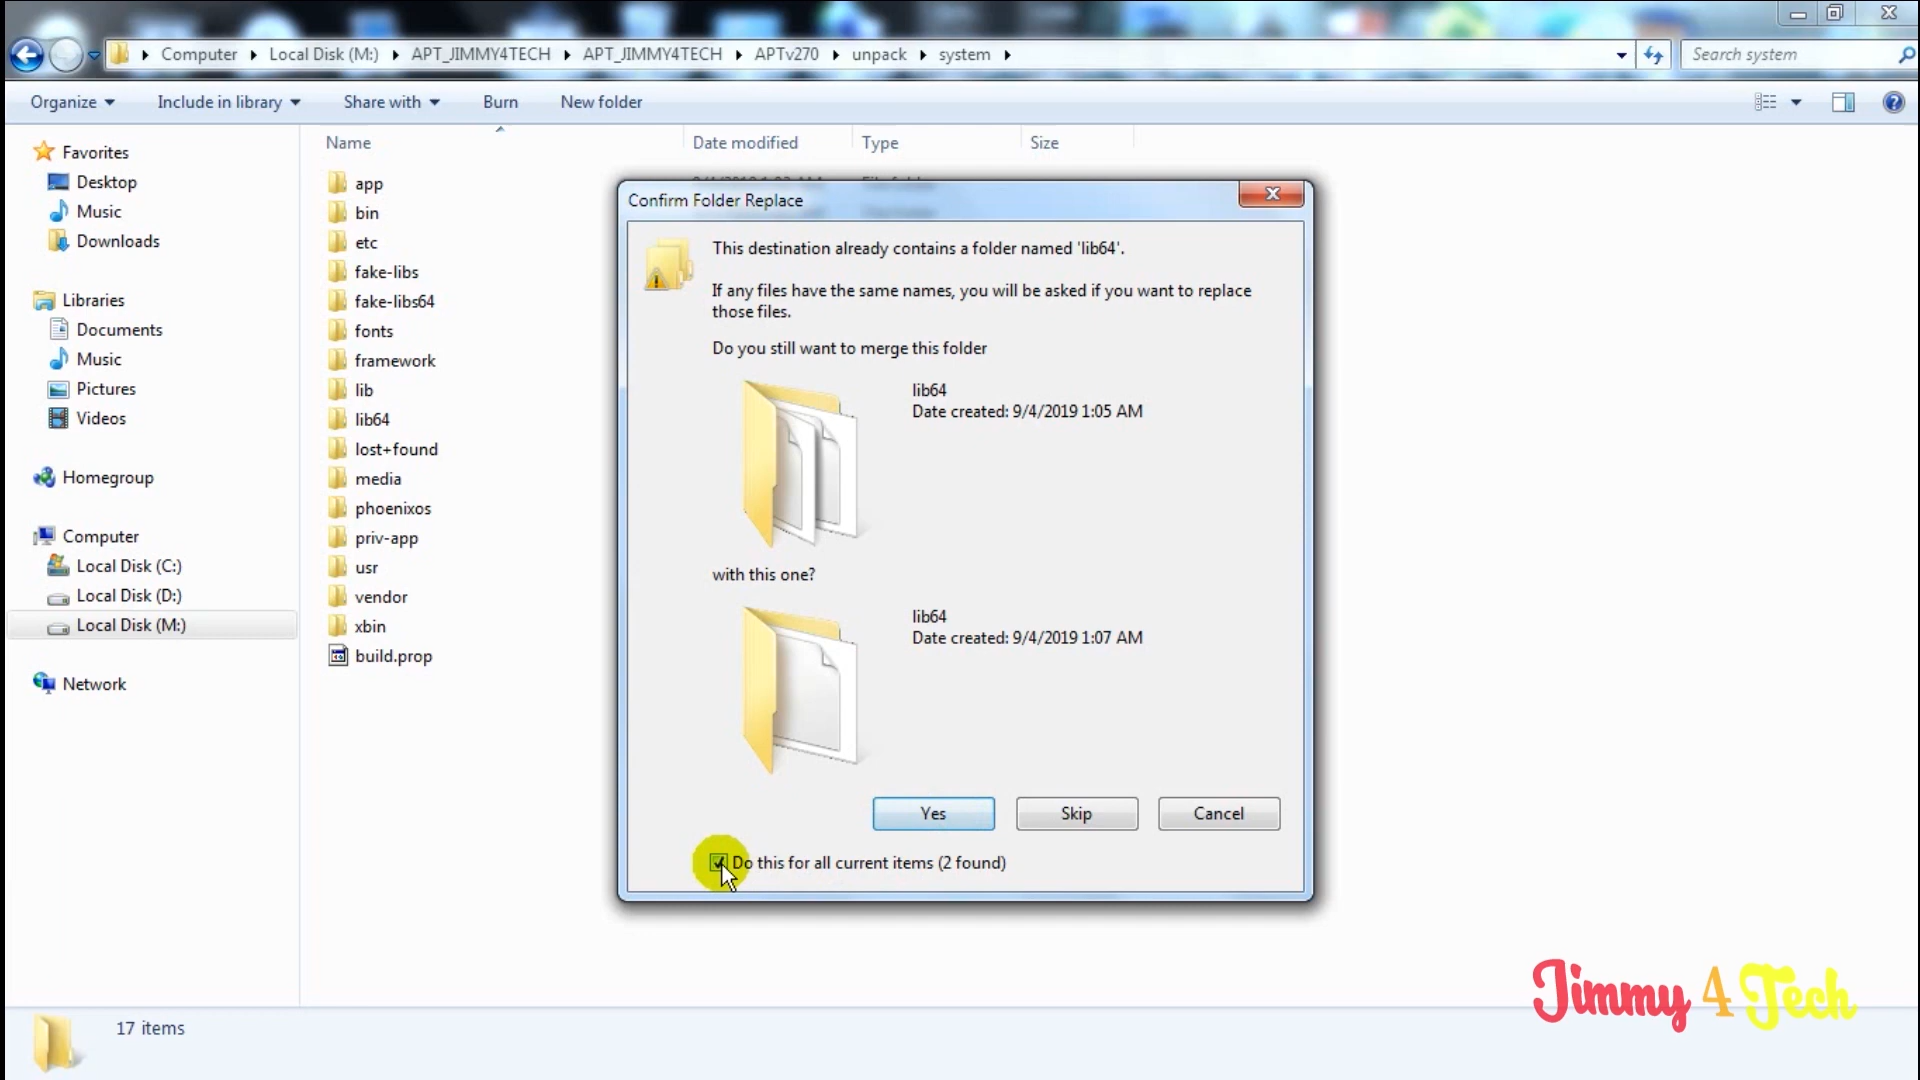 Computer Local Disk (M:) APT_JIMMY4TECH APT_JIMMY4TECH APTv270 unpack system
Search system
Organize Include in library Share with Burn New folder
Name Date modified Type Size
Favorites
Desktop
Music
Downloads
Libraries
Documents
Music
Pictures
Videos
Homegroup
Computer
Local Disk (C:)
Local Disk (D:)
Local Disk (M:)
Network
app
bin
etc
fake-libs
fake-libs64
fonts
framework
lib
lib64
lost+found
media
phoenixos
priv-app
usr
vendor
xbin
build.prop
Confirm Folder Replace
This destination already contains a folder named 'lib64'.
If any files have the same names, you will be asked if you want to replace
those files.
Do you still want to merge this folder
lib64
Date created: 9/4/2019 1:05 AM
with this one?
lib64
Date created: 9/4/2019 1:07 AM
Yes Skip Cancel
Do this for all current items (2 found)
17 items
Jimmy 4 Tech